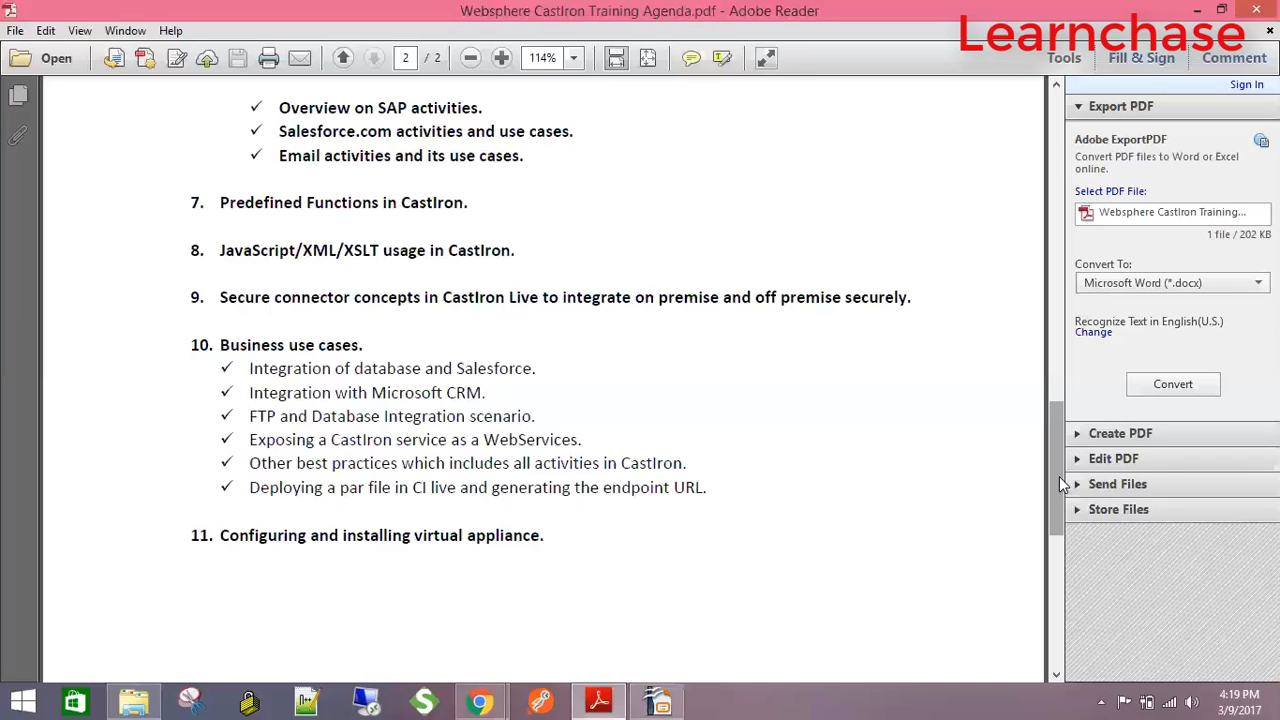 Websphere CastIron Training Agenda.pdf - Adobe Reader
Learnchase
File Edit View Window Help
Open 2 / 2 114% Tools Fill & Sign Comment
Sign In
Overview on SAP activities.
Salesforce.com activities and use cases.
Email activities and its use cases.
7. Predefined Functions in CastIron.
8. JavaScript/XML/XSLT usage in CastIron.
9. Secure connector concepts in CastIron Live to integrate on premise and off premise securely.
10. Business use cases.
Integration of database and Salesforce.
Integration with Microsoft CRM.
FTP and Database Integration scenario.
Exposing a CastIron service as a WebServices.
Other best practices which includes all activities in CastIron.
Deploying a par file in CI live and generating the endpoint URL.
11. Configuring and installing virtual appliance.
Export PDF
Adobe ExportPDF
Convert PDF files to Word or Excel
online.
Select PDF File:
Websphere CastIron Training...
1 file / 202 KB
Convert To:
Microsoft Word (*.docx)
Recognize Text in English(U.S.)
Change
Convert
Create PDF
Edit PDF
Send Files
Store Files
4:19 PM
3/9/2017